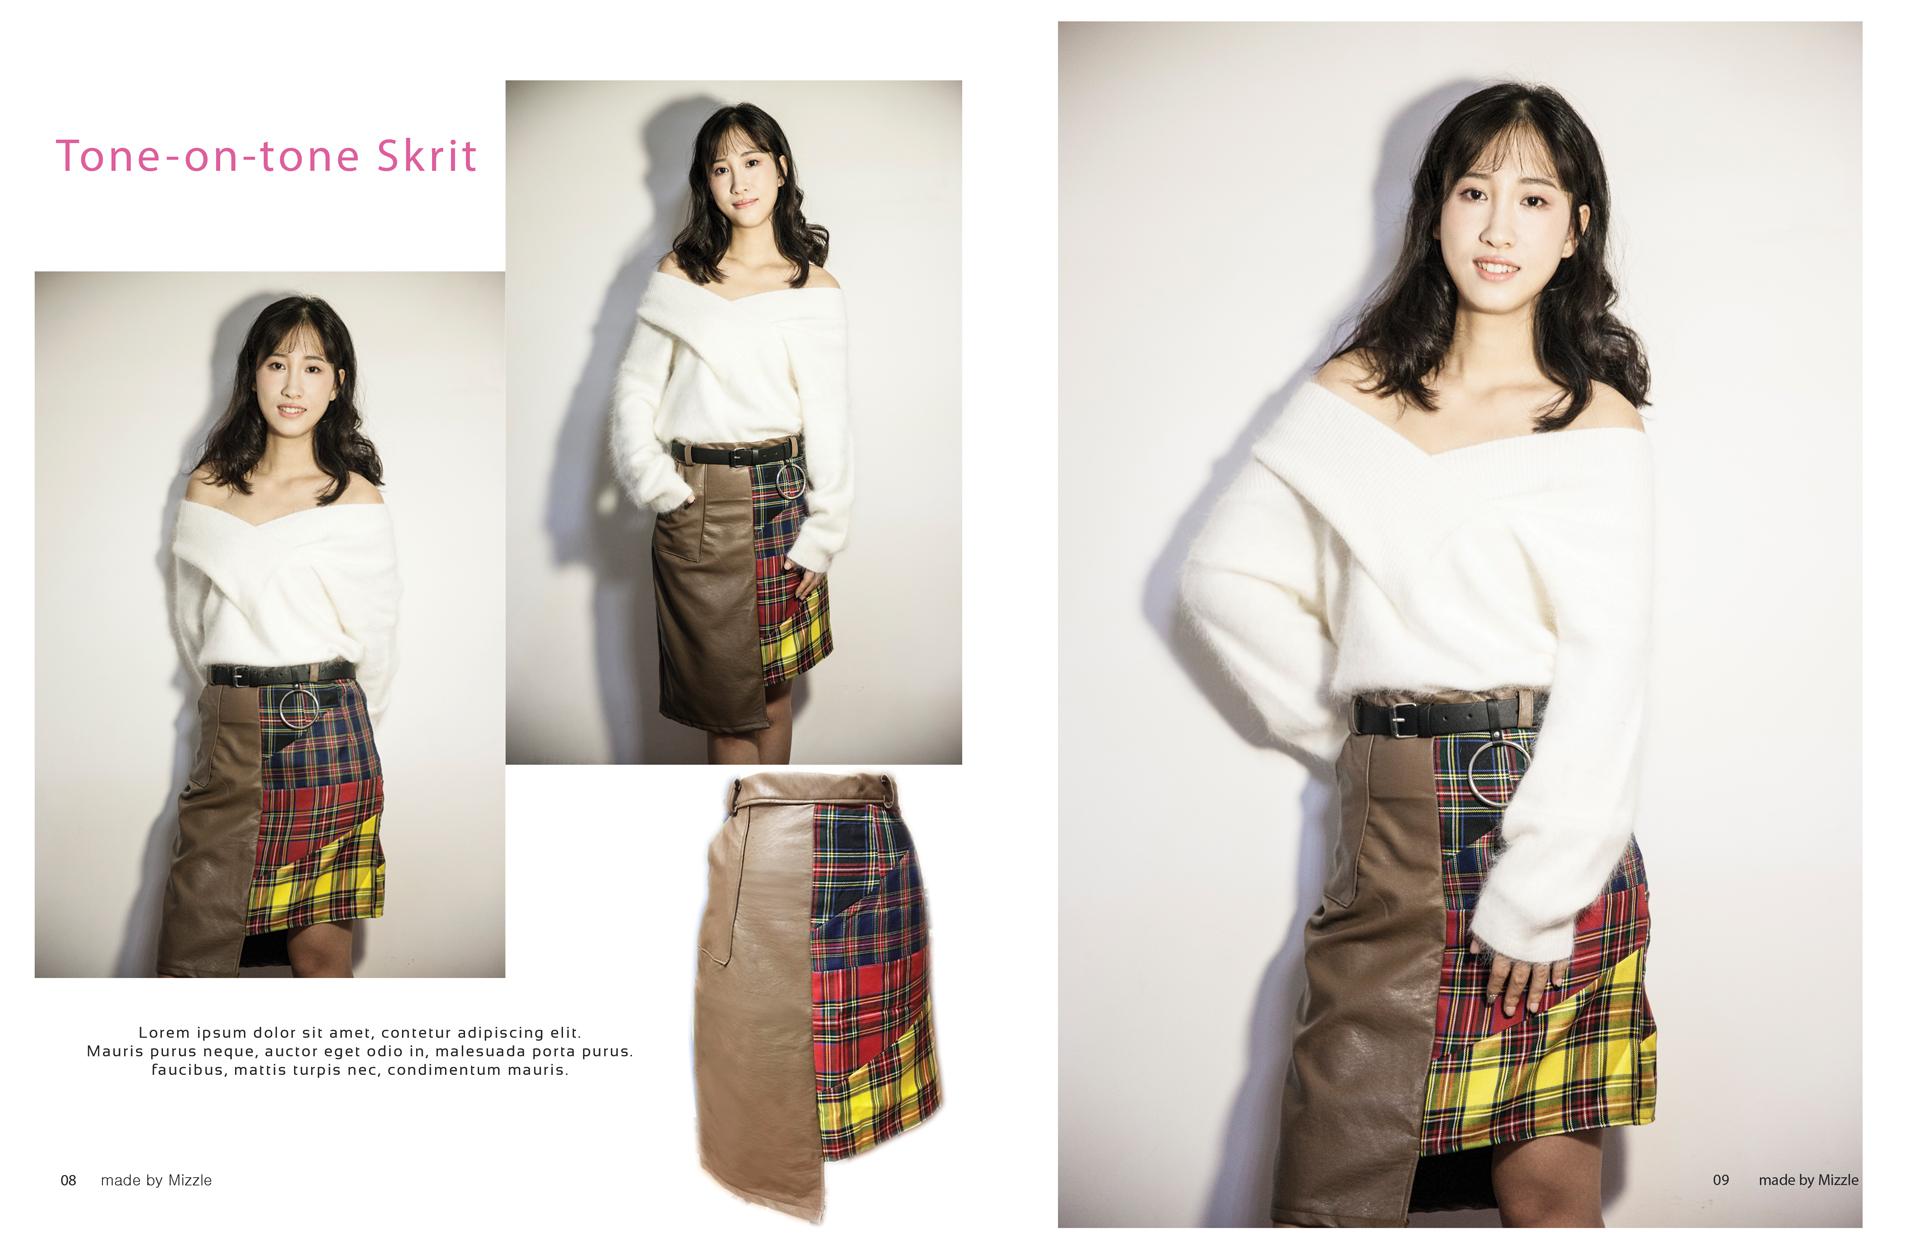 Tone-on-tone Skrit
Lorem ipsum dolor sit amet, contetur adipiscing elit.
Mauris purus neque, auctor eget odio in, malesuada porta purus.
faucibus, mattis turpis nec, condimentum mauris.
08 made by Mizzle
09 made by Mizzle